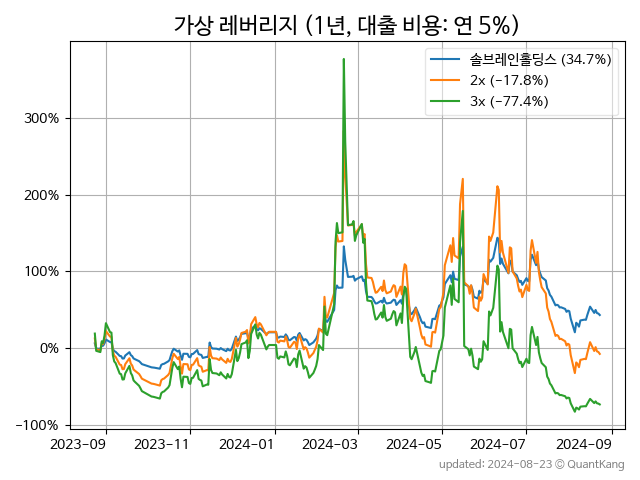 가상 레버리지 (1년, 대출 비용: 연 5%)
솔브레인홀딩스 (34.7%)
2x (−17.8%)
3x (−77.4%)
300%
200%
100%
0%
−100%
2023-09
2023-11
2024-01
2024-03
2024-05
2024-07
2024-09
updated: 2024-08-23 © QuantKang